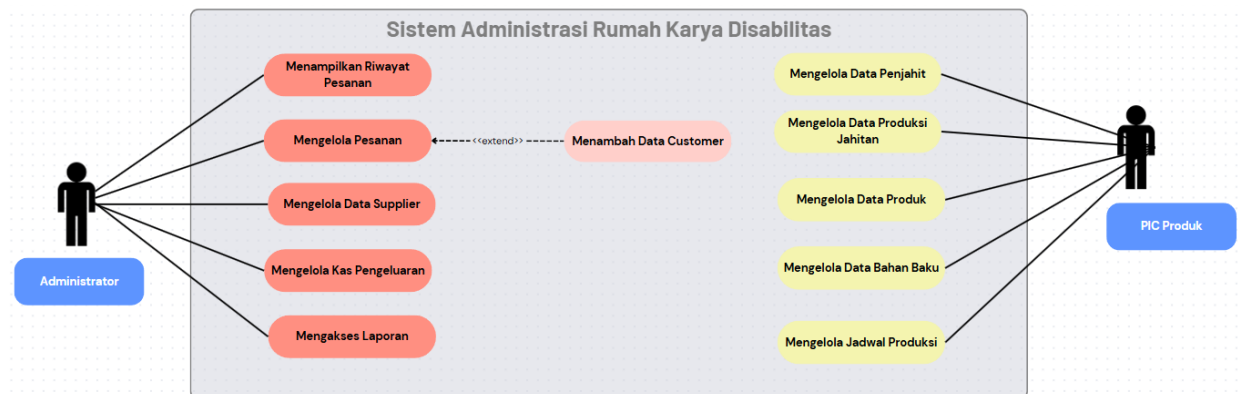 Sistem Administrasi Rumah Karya Disabilitas
Menampilkan Riwayat
Pesanan
Mengelola Pesanan
<<extend>>
Menambah Data Customer
Mengelola Data Supplier
Mengelola Kas Pengeluaran
Mengakses Laporan
Administrator
Mengelola Data Penjahit
Mengelola Data Produksi
Jahitan
Mengelola Data Produk
Mengelola Data Bahan Baku
Mengelola Jadwal Produksi
PIC Produk